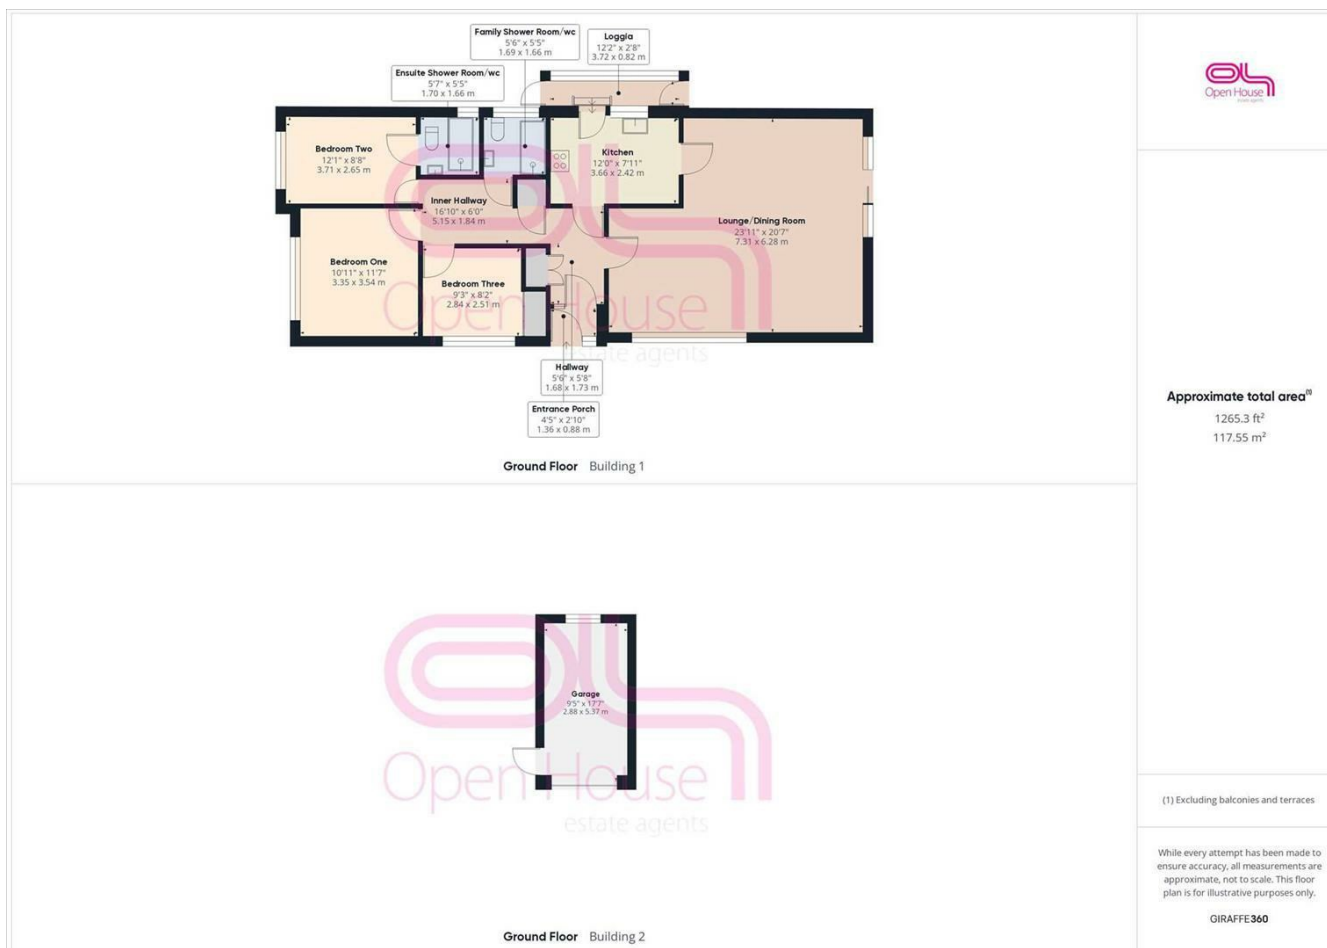 Family Shower Room/wc
5'6" x 5'5"
1.69 x 1.66 m
Loggia
12'2" x 2'8"
3.72 x 0.82 m
Ensuite Shower Room/wc
5'7" x 5'5"
1.70 x 1.66 m
Bedroom Two
12'1" x 8'8"
3.71 x 2.65 m
Kitchen
12'0" x 7'11"
3.66 x 2.42 m
Inner Hallway
16'10" x 6'0"
5.15 x 1.84 m
Lounge/Dining Room
23'11" x 20'7"
7.31 x 6.28 m
Bedroom One
10'11" x 11'7"
3.35 x 3.54 m
Bedroom Three
9'3" x 8'2"
2.84 x 2.51 m
Open House
estate agents
Hallway
5'6" x 5'8"
1.68 x 1.73 m
Entrance Porch
4'5" x 2'10"
1.36 x 0.88 m
Ground Floor Building 1
Garage
9'5" x 17'7"
2.88 x 5.37 m
Open House
estate agents
Ground Floor Building 2
Open House
estate agents
Approximate total area(1)
1265.3 ft²
117.55 m²
(1) Excluding balconies and terraces
While every attempt has been made to
ensure accuracy, all measurements are
approximate, not to scale. This floor
plan is for illustrative purposes only.
GIRAFFE360